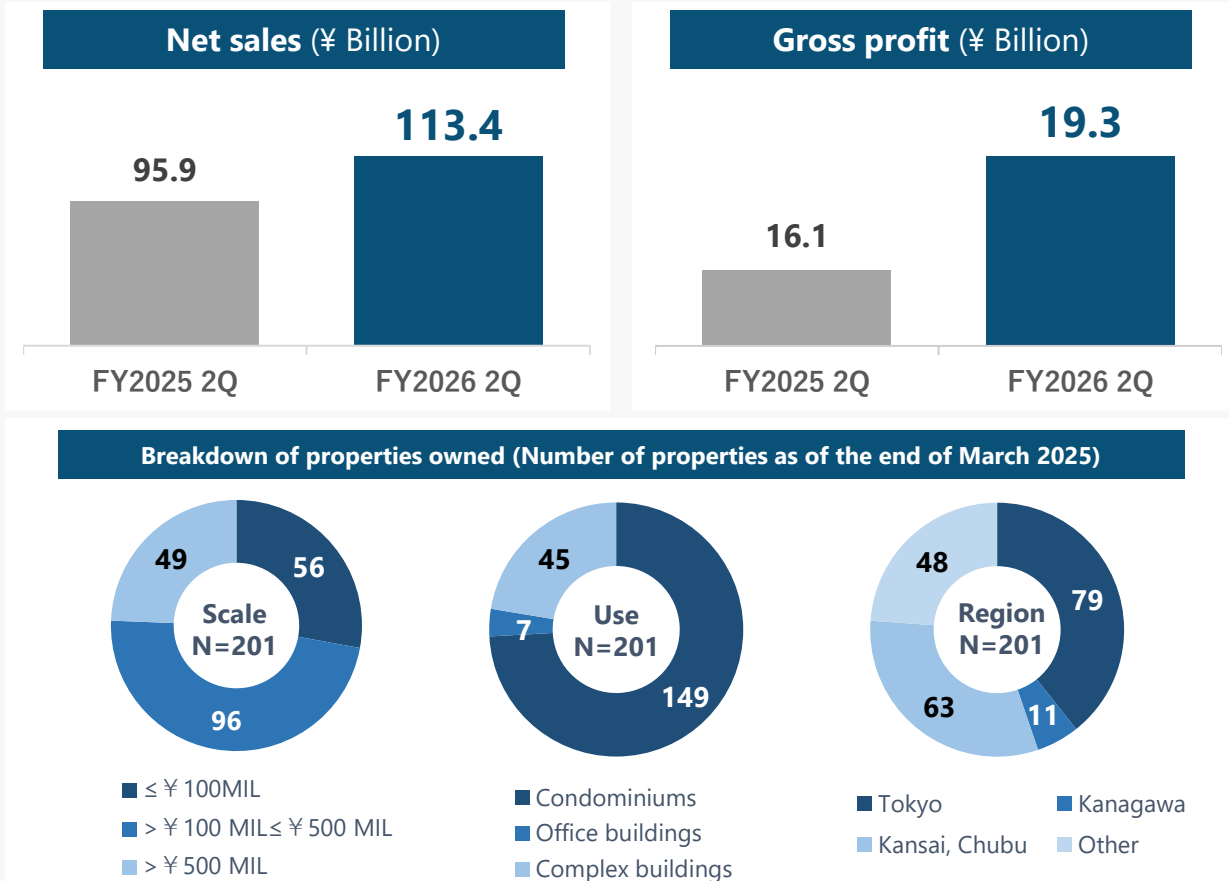 Net sales (¥ Billion)
113.4
95.9
FY2025 2Q
FY2026 2Q
Gross profit (¥ Billion)
19.3
16.1
FY2025 2Q
FY2026 2Q
Breakdown of properties owned (Number of properties as of the end of March 2025)
49
56
Scale
N=201
96
≤￥100MIL
>￥100 MIL≤￥500 MIL
>￥500 MIL
45
7
Use
N=201
149
Condominiums
Office buildings
Complex buildings
48
79
Region
N=201
63
11
Tokyo
Kanagawa
Kansai, Chubu
Other